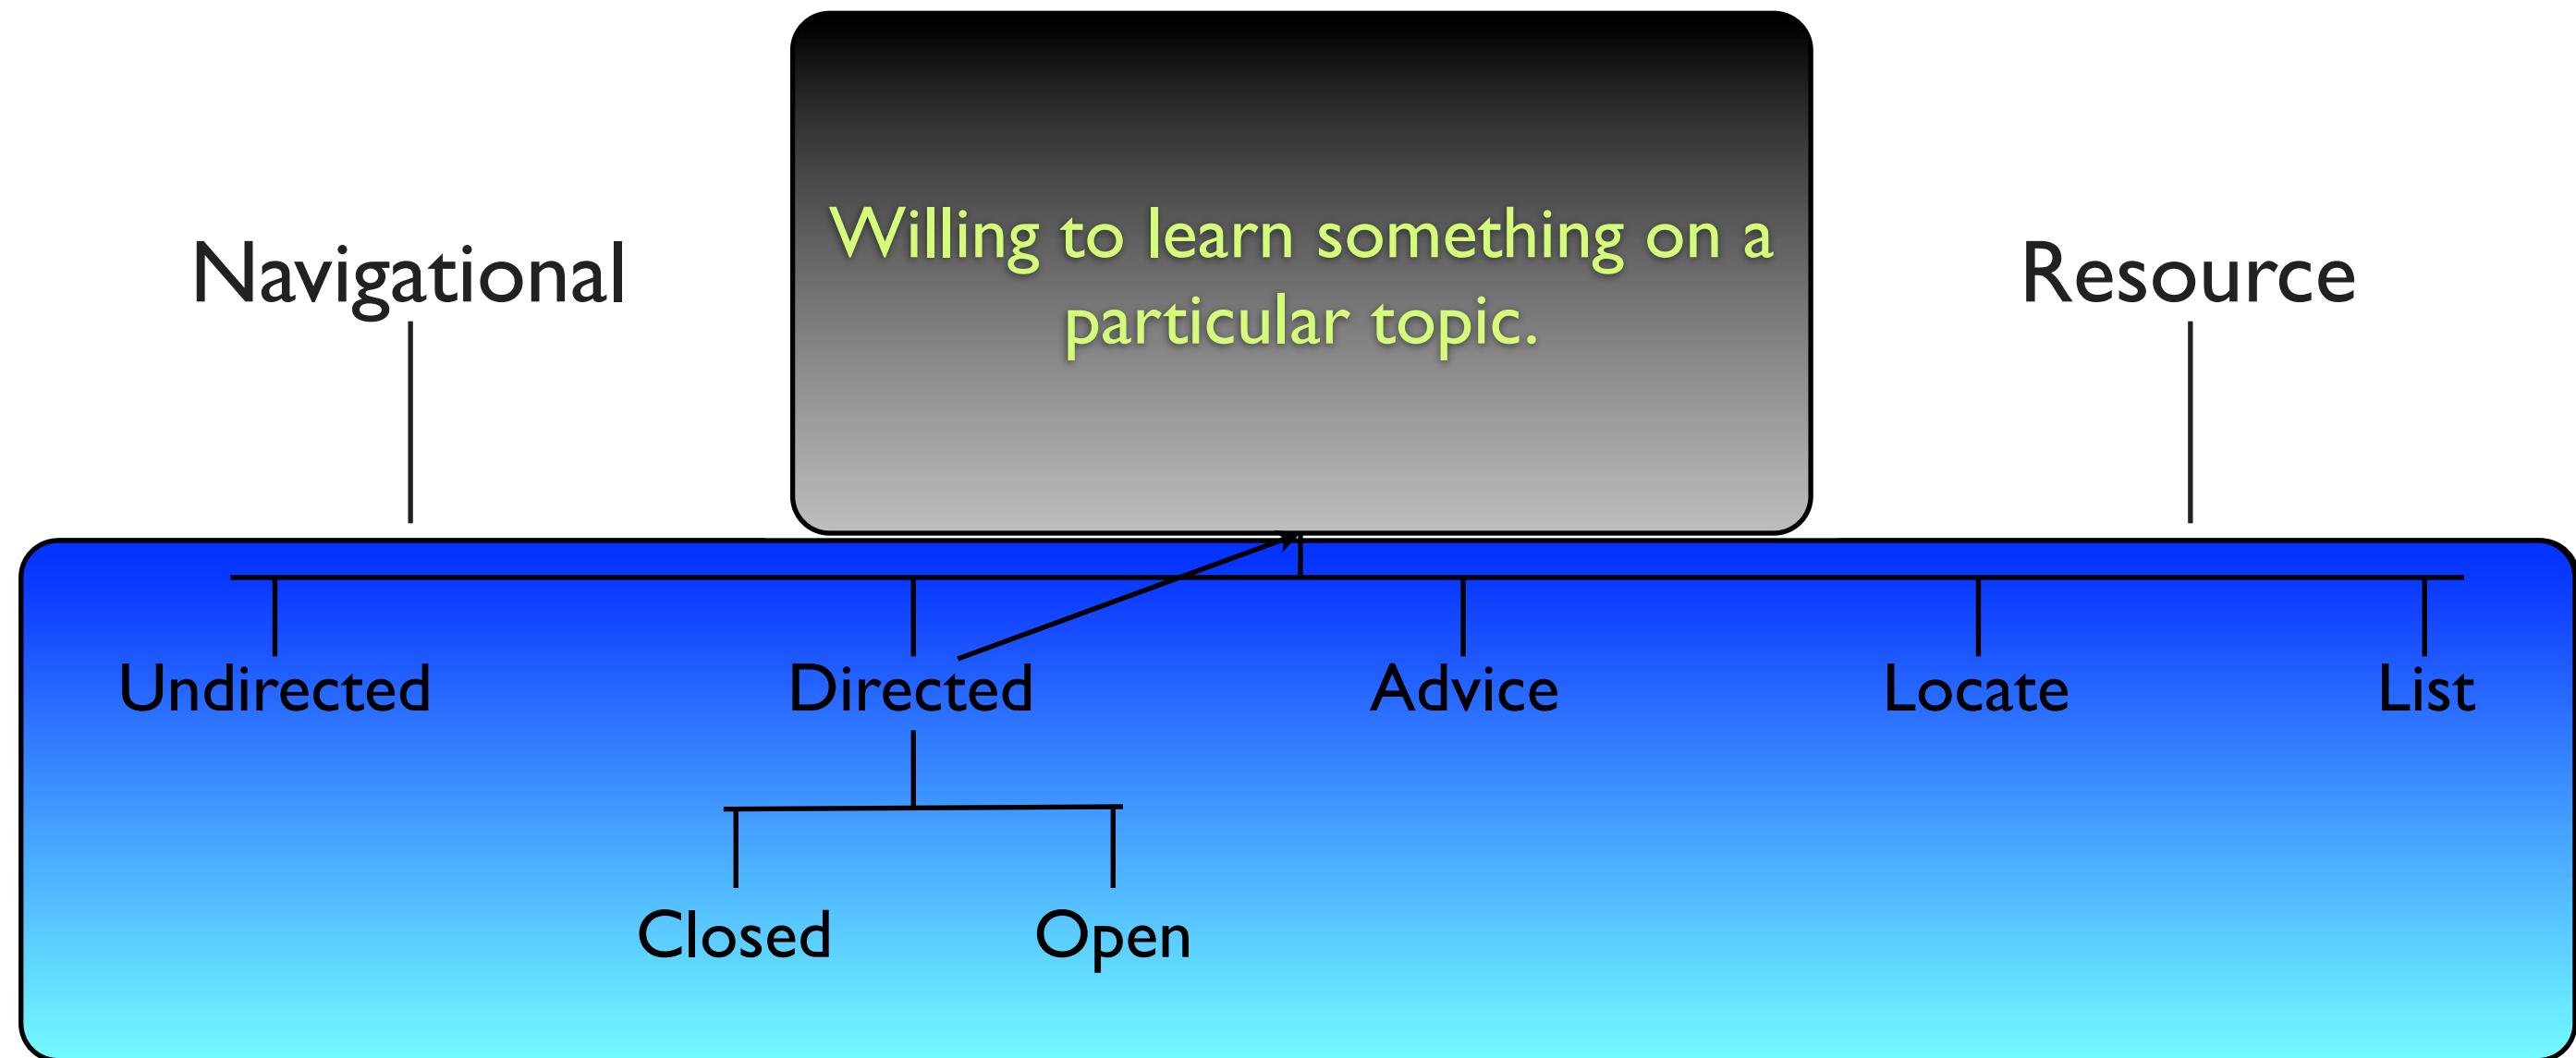 Navigational
Willing to learn something on a
particular topic.
Resource
Undirected
Directed
Advice
Locate
List
Closed
Open